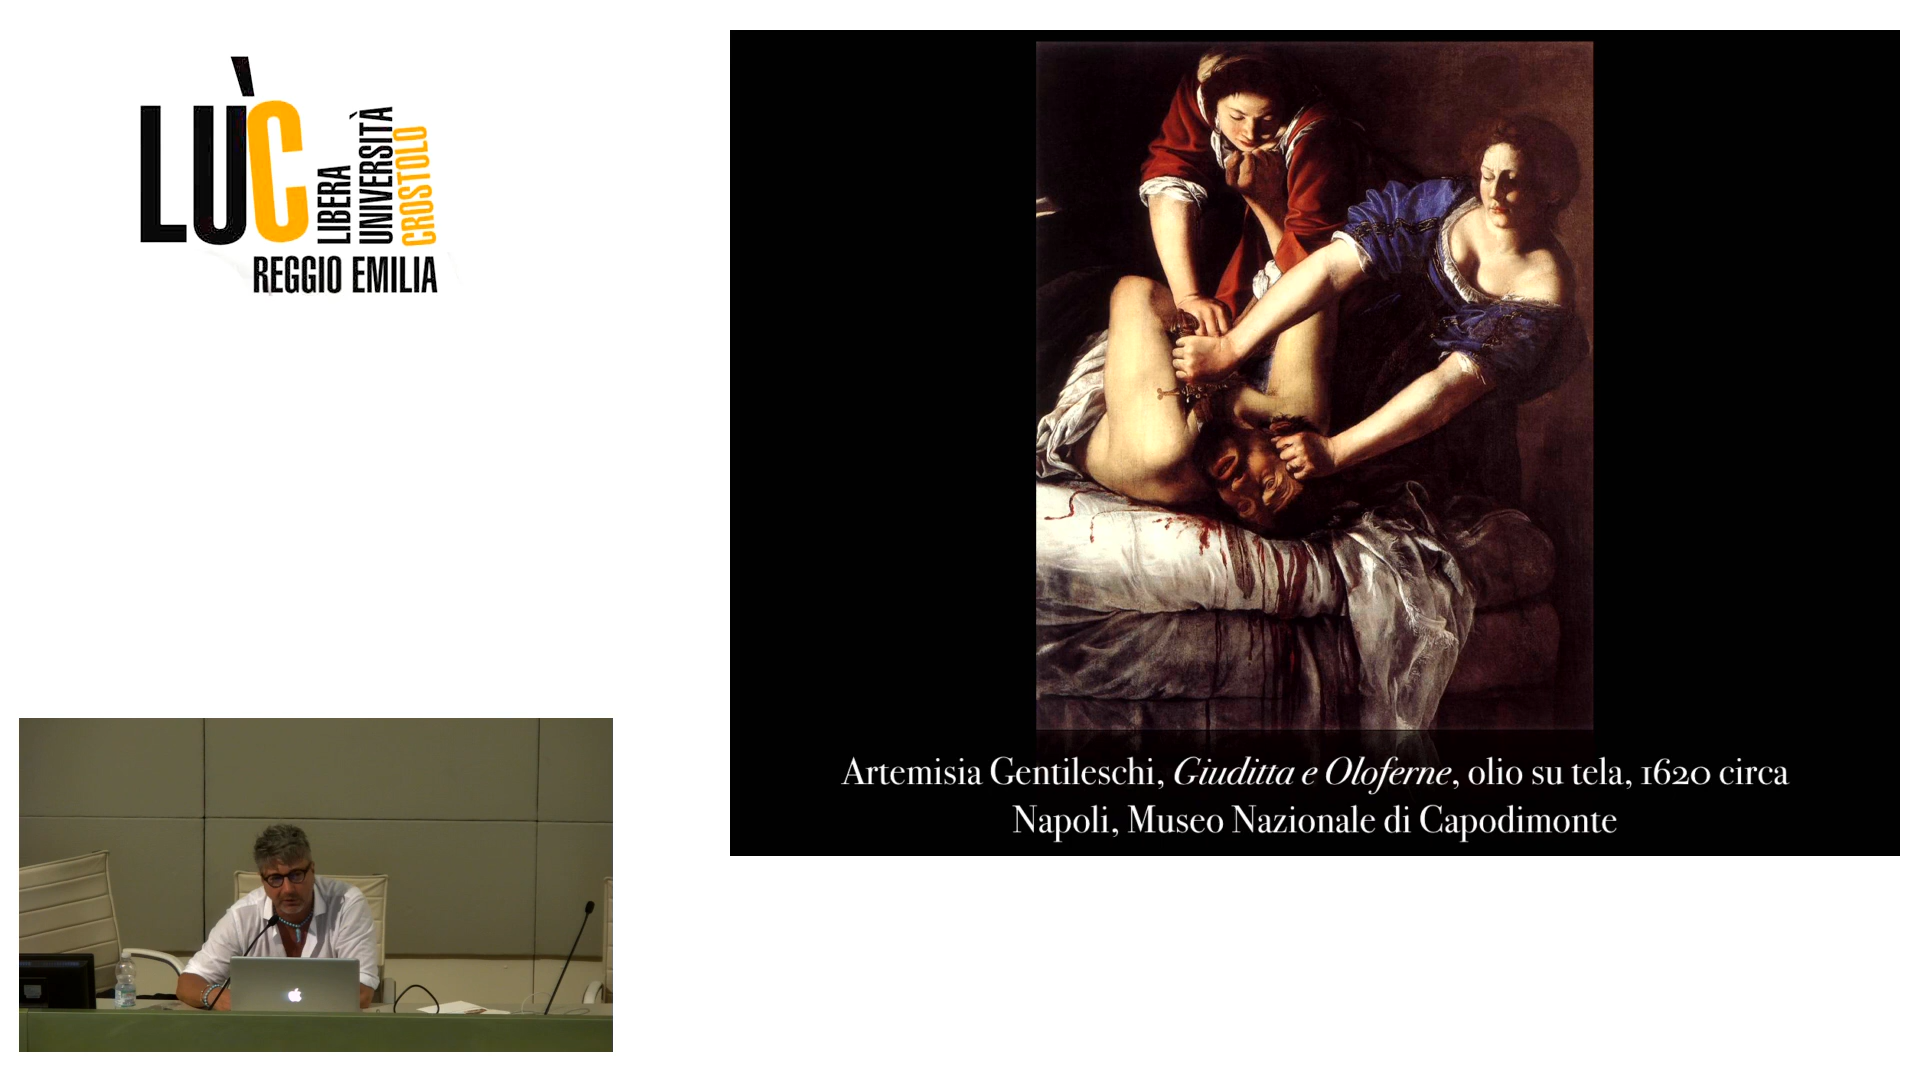 LÙC
LIBERA
UNIVERSITÀ
CROSTOLO
REGGIO EMILIA
Artemisia Gentileschi, Giuditta e Oloferne, olio su tela, 1620 circa
Napoli, Museo Nazionale di Capodimonte